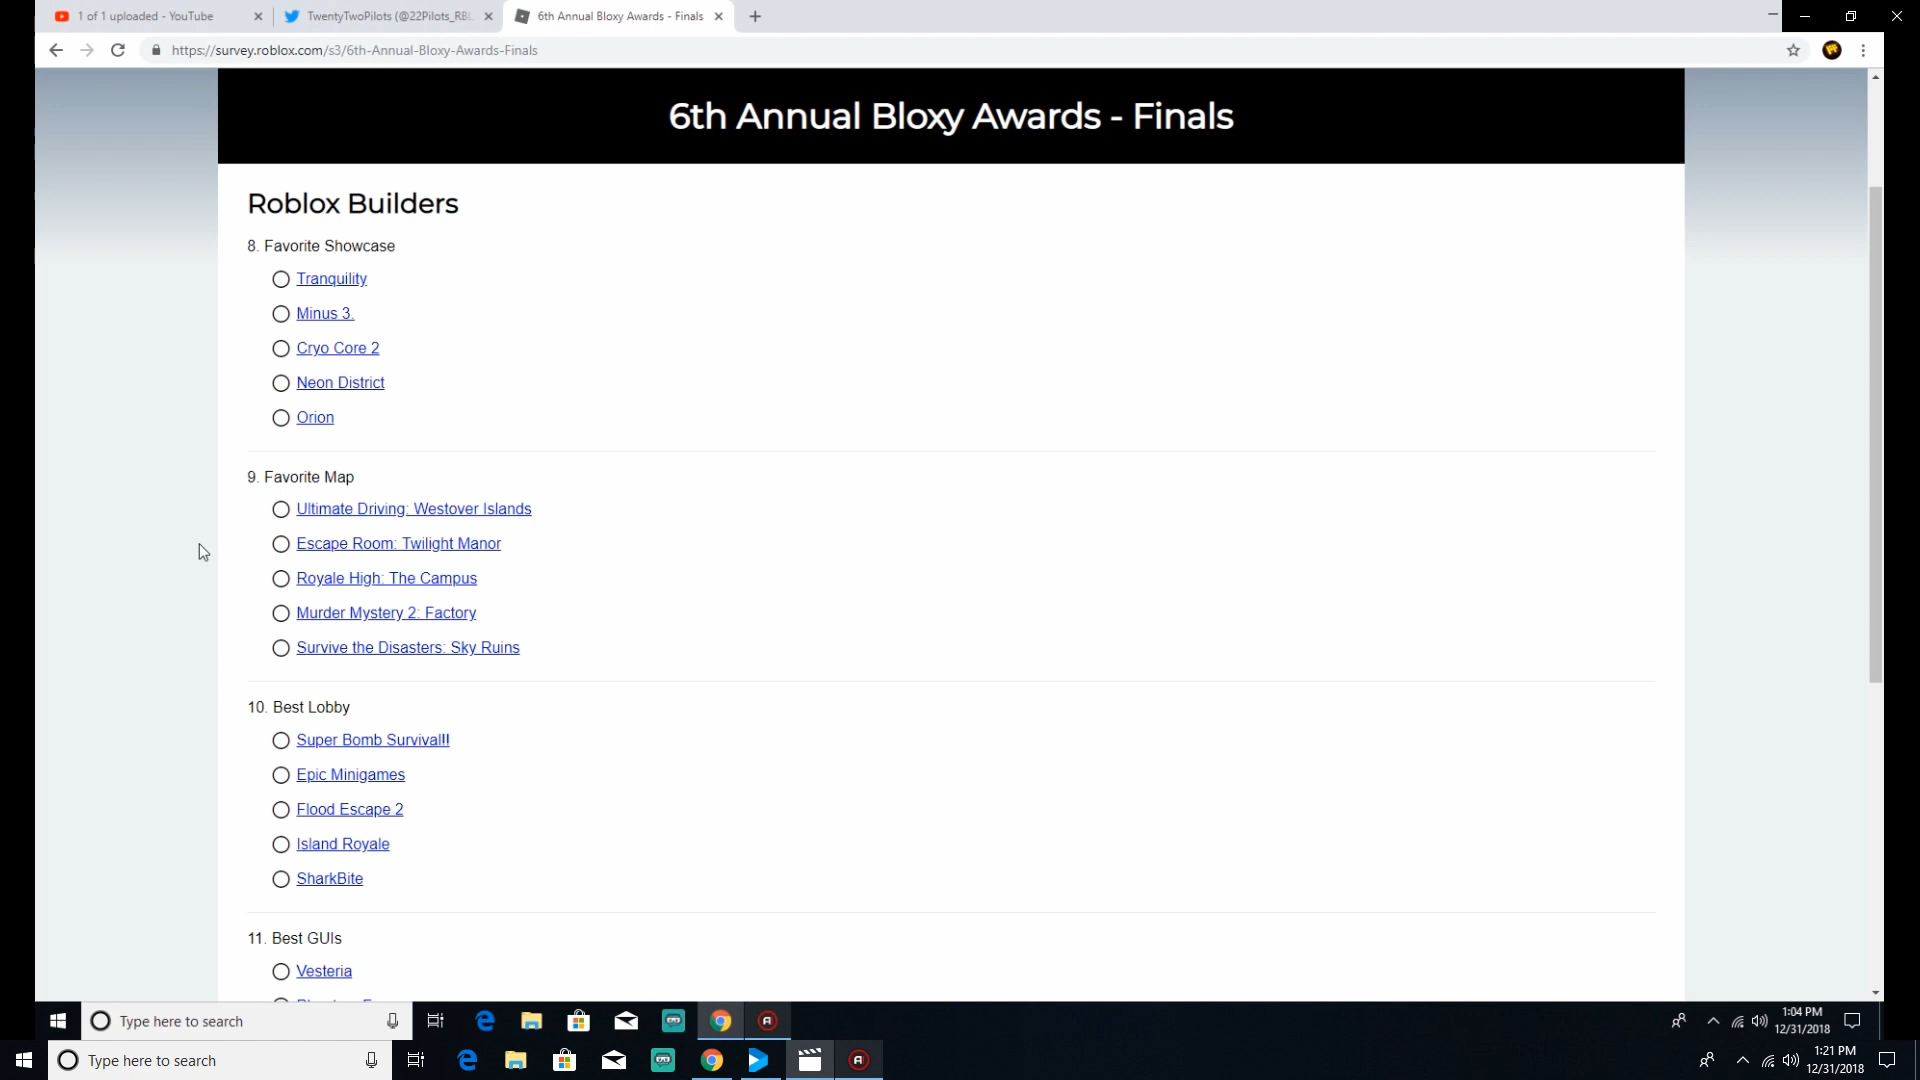 1 of 1 uploaded - YouTube
TwentyTwoPilots (@22Pilots_RBL
6th Annual Bloxy Awards - Finals
https://survey.roblox.com/s3/6th-Annual-Bloxy-Awards-Finals
6th Annual Bloxy Awards - Finals
Roblox Builders
8. Favorite Showcase
Tranquility
Minus 3.
Cryo Core 2
Neon District
Orion
9. Favorite Map
Ultimate Driving: Westover Islands
Escape Room: Twilight Manor
Royale High: The Campus
Murder Mystery 2: Factory
Survive the Disasters: Sky Ruins
10. Best Lobby
Super Bomb Survival!!
Epic Minigames
Flood Escape 2
Island Royale
SharkBite
11. Best GUIs
Vesteria
Type here to search
1:04 PM
12/31/2018
Type here to search
1:21 PM
12/31/2018